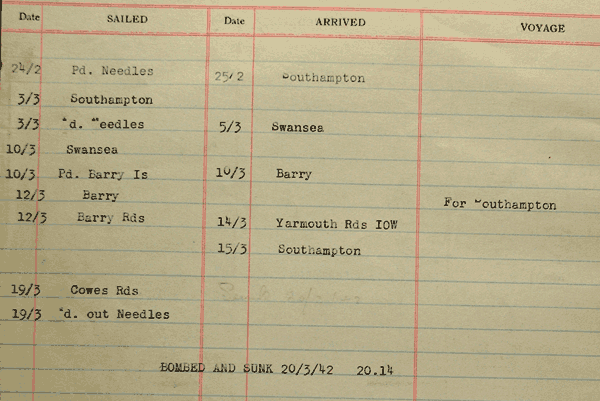 Date SAILED Date ARRIVED VOYAGE
24/2 Pd. Needles 25/2 Southampton
3/3 Southampton
3/3 Pd. Needles 5/3 Swansea
10/3 Swansea
10/3 Pd. Barry Is 10/3 Barry
12/3 Barry For Southampton
12/3 Barry Rds 14/3 Yarmouth Rds IOW
15/3 Southampton
19/3 Cowes Rds
19/3 Pd. out Needles
BOMBED AND SUNK 20/3/42 20.14